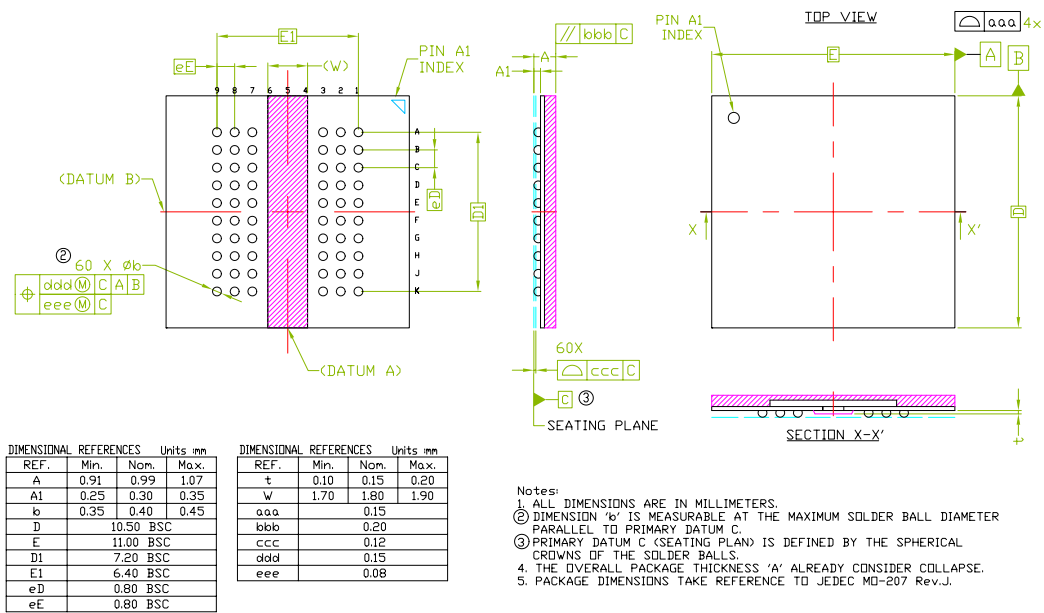 TOP VIEW
PIN A1
INDEX
aaa 4x
E
A
B
D
X
X'
E1
eE
(W)
PIN A1
INDEX
9 8 7 6 5 4 3 2 1
A
B
C
D
E
F
G
H
J
K
(DATUM B)
eD
D1
②
60 X Øb
ddd Ⓜ C A B
eee Ⓜ C
(DATUM A)
// bbb C
A
A1
60X
ccc C
C ③
SEATING PLANE
SECTION X-X'
t
DIMENSIONAL REFERENCES Units :mm
REF. Min. Nom. Max.
A 0.91 0.99 1.07
A1 0.25 0.30 0.35
b 0.35 0.40 0.45
D 10.50 BSC
E 11.00 BSC
D1 7.20 BSC
E1 6.40 BSC
eD 0.80 BSC
eE 0.80 BSC
DIMENSIONAL REFERENCES Units :mm
REF. Min. Nom. Max.
t 0.10 0.15 0.20
W 1.70 1.80 1.90
aaa 0.15
bbb 0.20
ccc 0.12
ddd 0.15
eee 0.08
Notes:
1. ALL DIMENSIONS ARE IN MILLIMETERS.
② DIMENSION 'b' IS MEASURABLE AT THE MAXIMUM SOLDER BALL DIAMETER
PARALLEL TO PRIMARY DATUM C.
③ PRIMARY DATUM C (SEATING PLAN) IS DEFINED BY THE SPHERICAL
CROWNS OF THE SOLDER BALLS.
4. THE OVERALL PACKAGE THICKNESS 'A' ALREADY CONSIDER COLLAPSE.
5. PACKAGE DIMENSIONS TAKE REFERENCE TO JEDEC MO-207 Rev.J.